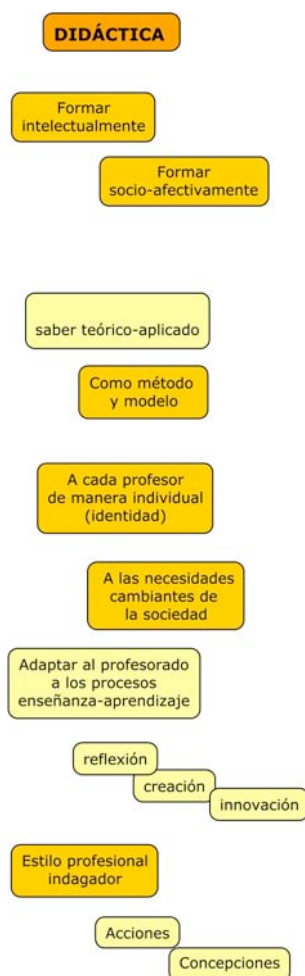 DIDÁCTICA
Formar
intelectualmente
Formar
socio-afectivamente
saber teórico-aplicado
Como método
y modelo
A cada profesor
de manera individual
(identidad)
A las necesidades
cambiantes de
la sociedad
Adaptar al profesorado
a los procesos
enseñanza-aprendizaje
reflexión
creación
innovación
Estilo profesional
indagador
Acciones
Concepciones